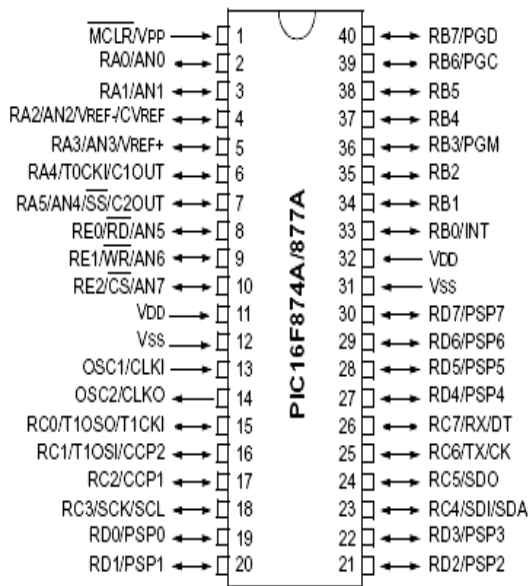 MCLR/VPP 1 40 RB7/PGD
RA0/AN0 2 39 RB6/PGC
RA1/AN1 3 38 RB5
RA2/AN2/VREF-/CVREF 4 37 RB4
RA3/AN3/VREF+ 5 36 RB3/PGM
RA4/T0CKI/C1OUT 6 35 RB2
RA5/AN4/SS/C2OUT 7 34 RB1
RE0/RD/AN5 8 33 RB0/INT
RE1/WR/AN6 9 32 VDD
RE2/CS/AN7 10 31 VSS
VDD 11 30 RD7/PSP7
VSS 12 29 RD6/PSP6
OSC1/CLKI 13 28 RD5/PSP5
OSC2/CLKO 14 27 RD4/PSP4
RC0/T1OSO/T1CKI 15 26 RC7/RX/DT
RC1/T1OSI/CCP2 16 25 RC6/TX/CK
RC2/CCP1 17 24 RC5/SDO
RC3/SCK/SCL 18 23 RC4/SDI/SDA
RD0/PSP0 19 22 RD3/PSP3
RD1/PSP1 20 21 RD2/PSP2
PIC16F874A/877A